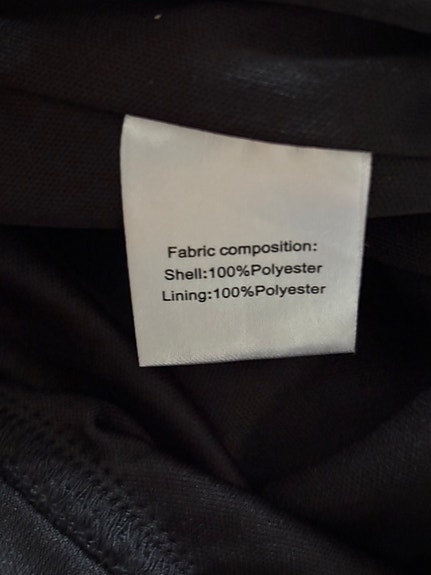 Fabric composition:
Shell:100%Polyester
Lining:100%Polyester